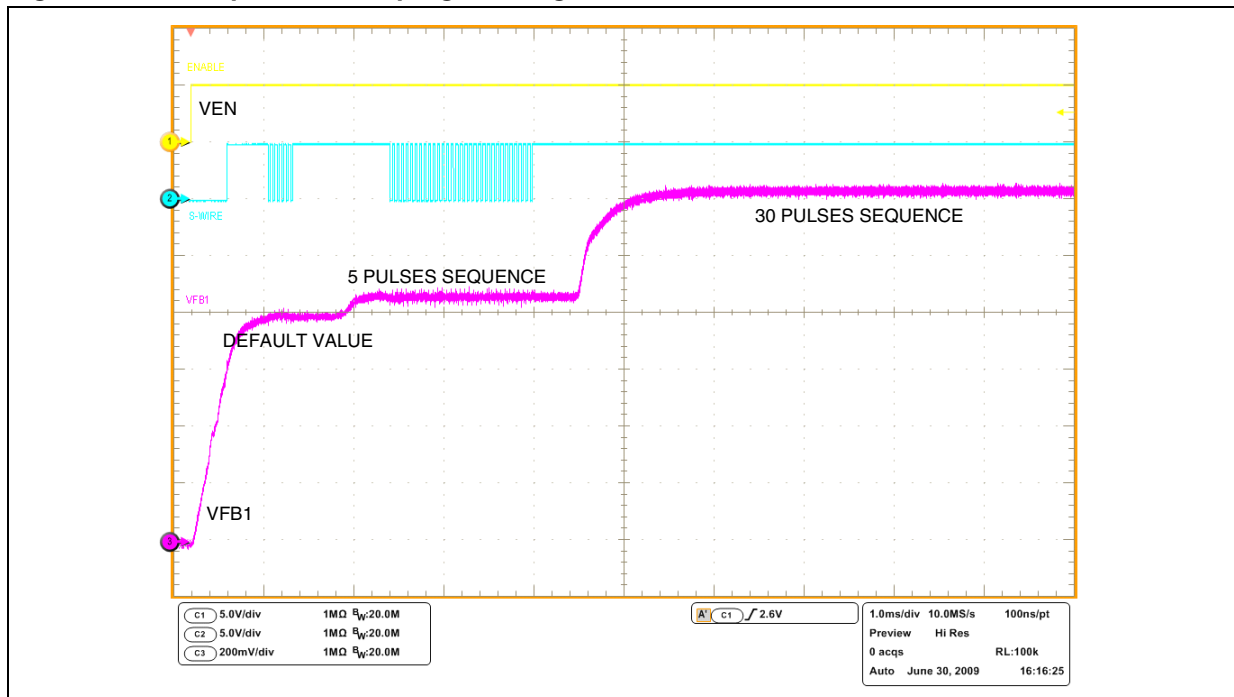 ENABLE
VEN
1
2
S-WIRE
30 PULSES SEQUENCE
5 PULSES SEQUENCE
VFB1
DEFAULT VALUE
VFB1
3
C1 5.0V/div 1MΩ BW:20.0M
C2 5.0V/div 1MΩ BW:20.0M
C3 200mV/div 1MΩ BW:20.0M
A' C1 2.6V
1.0ms/div 10.0MS/s 100ns/pt
Preview Hi Res
0 acqs RL:100k
Auto June 30, 2009 16:16:25